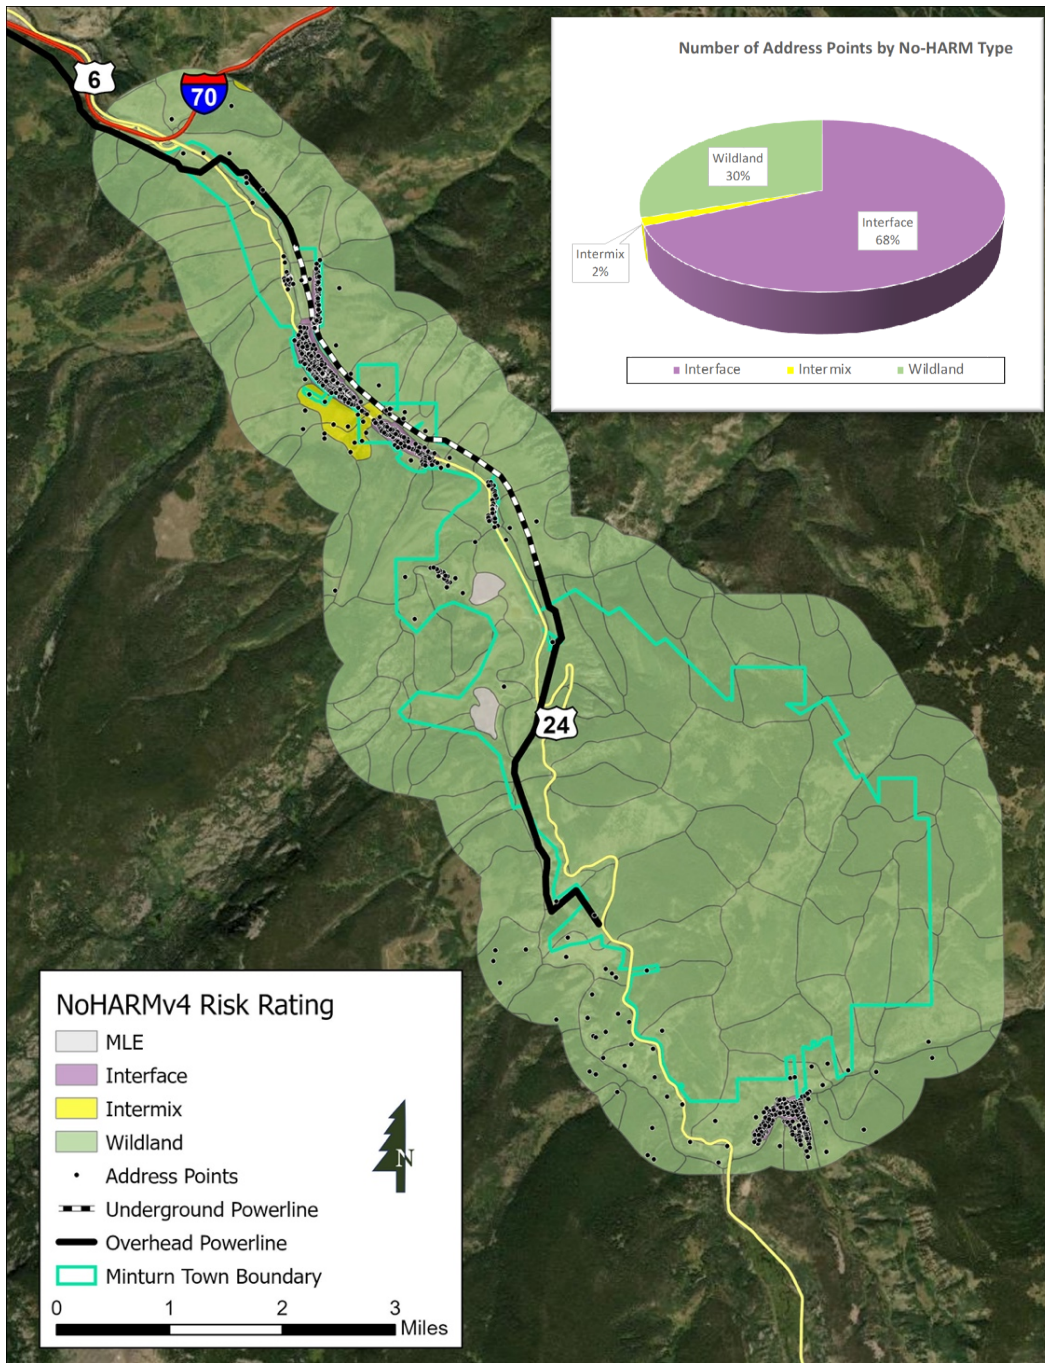 6
70
Number of Address Points by No-HARM Type
Wildland
30%
Interface
68%
Intermix
2%
Interface
Intermix
Wildland
24
NoHARMv4 Risk Rating
MLE
Interface
Intermix
Wildland
Address Points
Underground Powerline
Overhead Powerline
Minturn Town Boundary
N
0 1 2 3
Miles